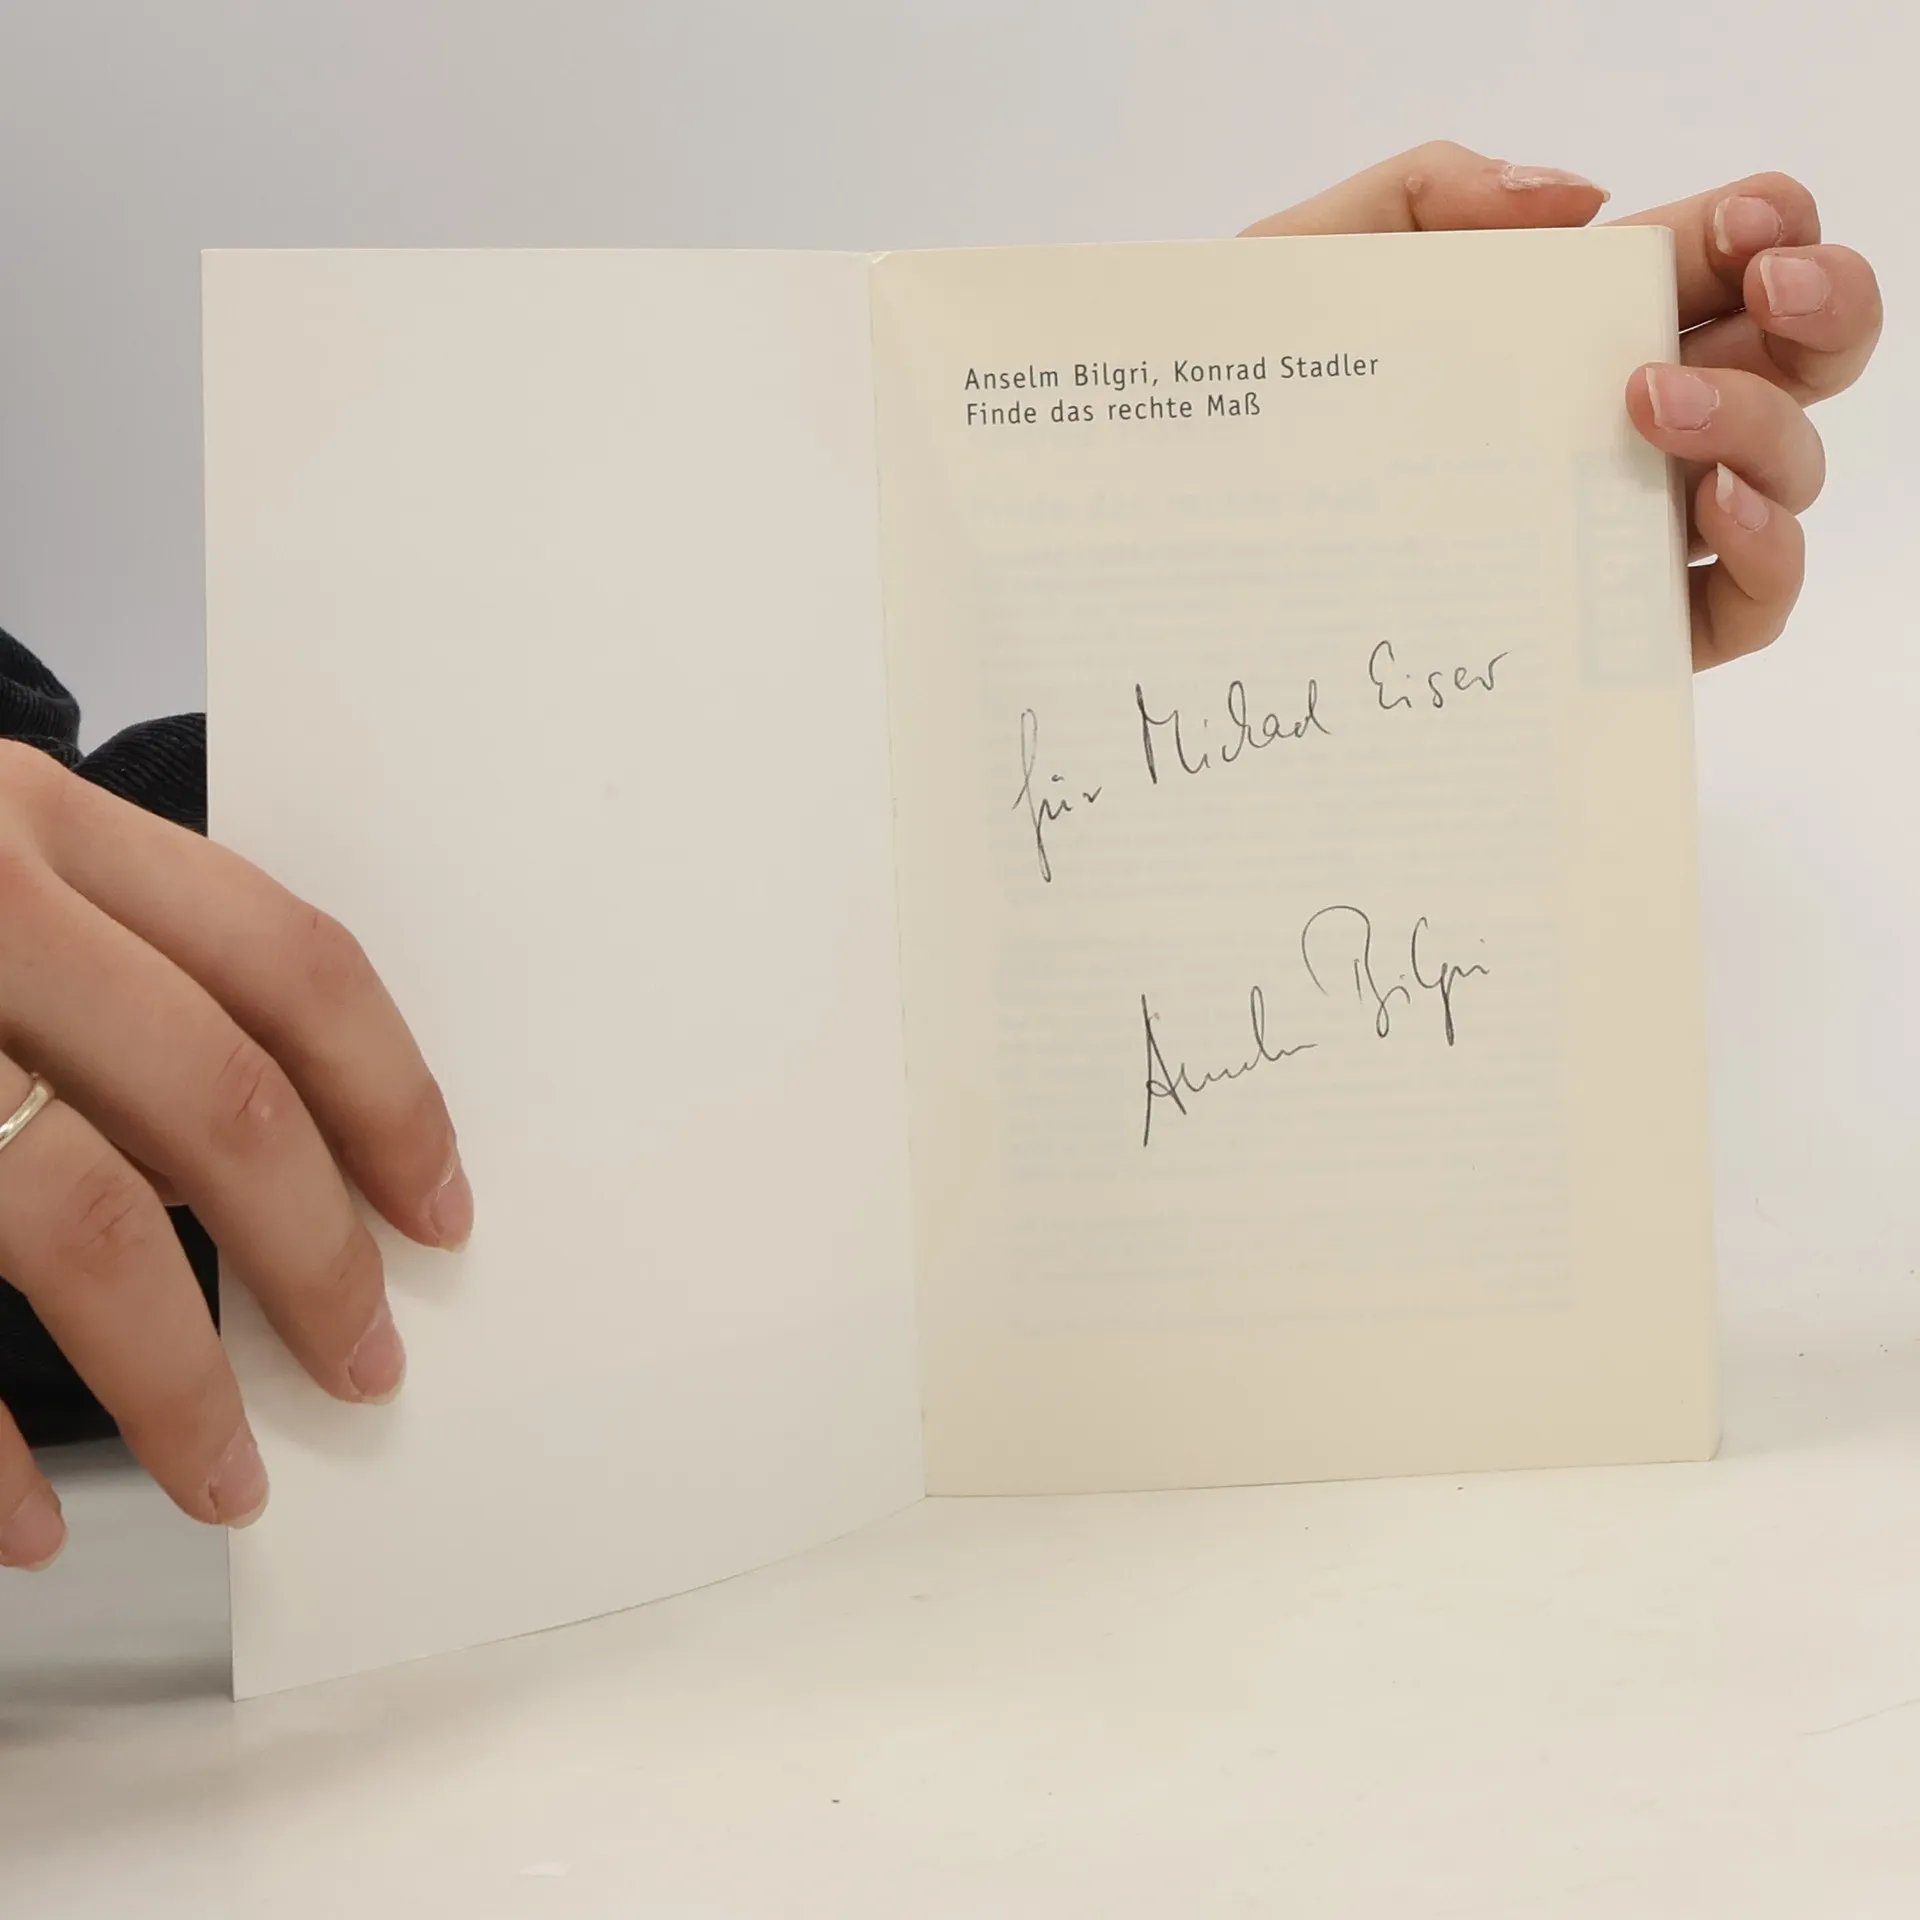 Anselm Bilgri, Konrad Stadler
Finde das rechte Maß
für Michael Eiser
Anselm Bilgri